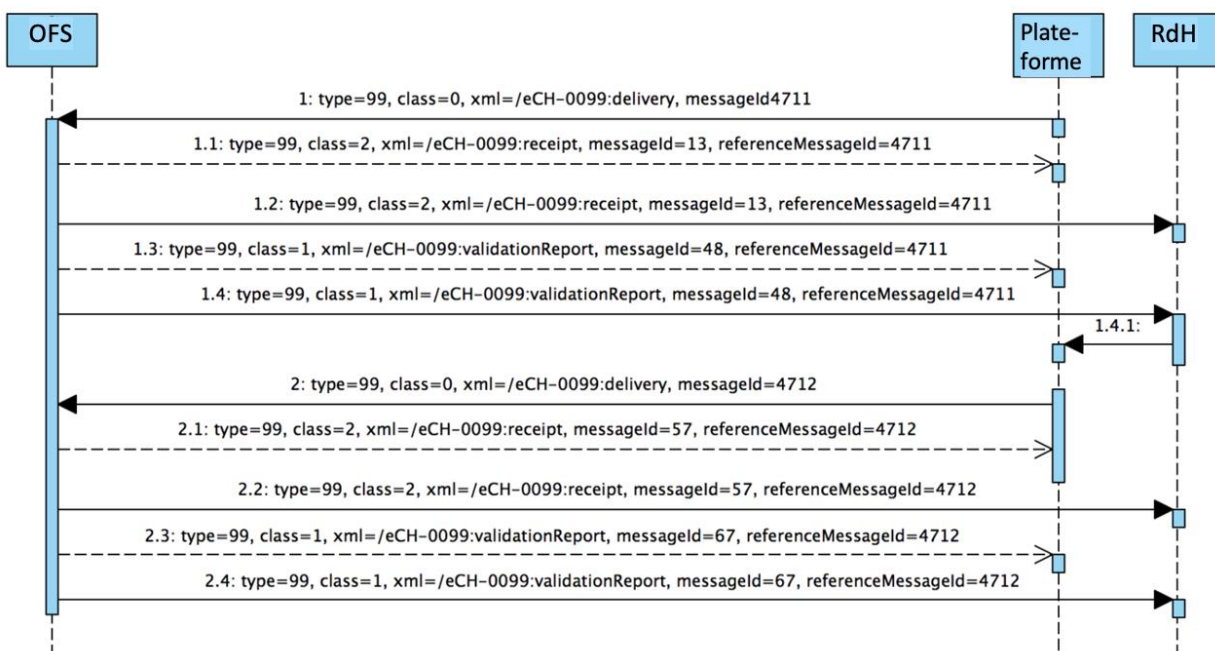 OFS
Plate-
forme
RdH
1: type=99, class=0, xml=/eCH-0099:delivery, messageId4711
1.1: type=99, class=2, xml=/eCH-0099:receipt, messageId=13, referenceMessageId=4711
1.2: type=99, class=2, xml=/eCH-0099:receipt, messageId=13, referenceMessageId=4711
1.3: type=99, class=1, xml=/eCH-0099:validationReport, messageId=48, referenceMessageId=4711
1.4: type=99, class=1, xml=/eCH-0099:validationReport, messageId=48, referenceMessageId=4711
1.4.1:
2: type=99, class=0, xml=/eCH-0099:delivery, messageId=4712
2.1: type=99, class=2, xml=/eCH-0099:receipt, messageId=57, referenceMessageId=4712
2.2: type=99, class=2, xml=/eCH-0099:receipt, messageId=57, referenceMessageId=4712
2.3: type=99, class=1, xml=/eCH-0099:validationReport, messageId=67, referenceMessageId=4712
2.4: type=99, class=1, xml=/eCH-0099:validationReport, messageId=67, referenceMessageId=4712